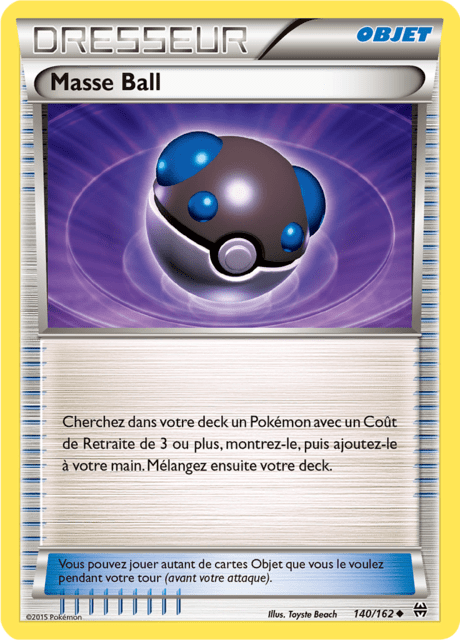 DRESSEUR
OBJET
Masse Ball
Cherchez dans votre deck un Pokémon avec un Coût
de Retraite de 3 ou plus, montrez-le, puis ajoutez-le
à votre main. Mélangez ensuite votre deck.
Vous pouvez jouer autant de cartes Objet que vous le voulez
pendant votre tour (avant votre attaque).
©2015 Pokémon
Illus. Toyste Beach
140/162